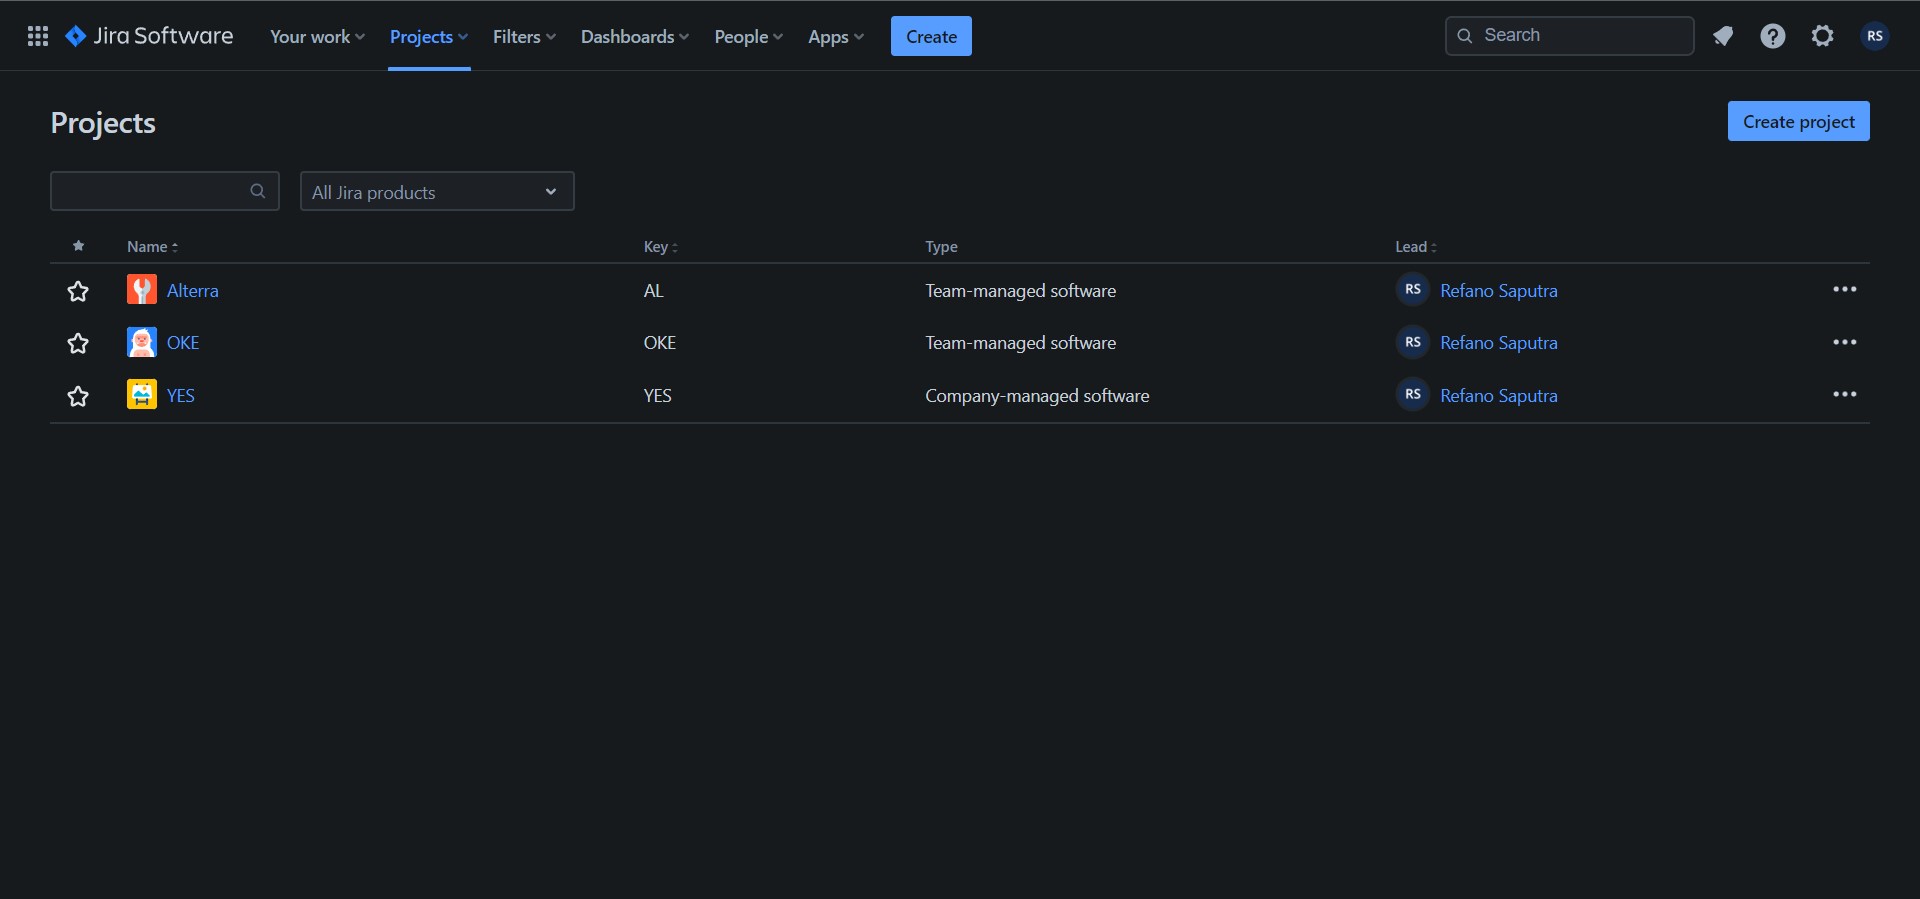 Jira Software Your work Projects Filters Dashboards People Apps Create Search RS
Projects Create project
All Jira products
Name Key Type Lead
Alterra AL Team-managed software RS Refano Saputra
OKE OKE Team-managed software RS Refano Saputra
YES YES Company-managed software RS Refano Saputra